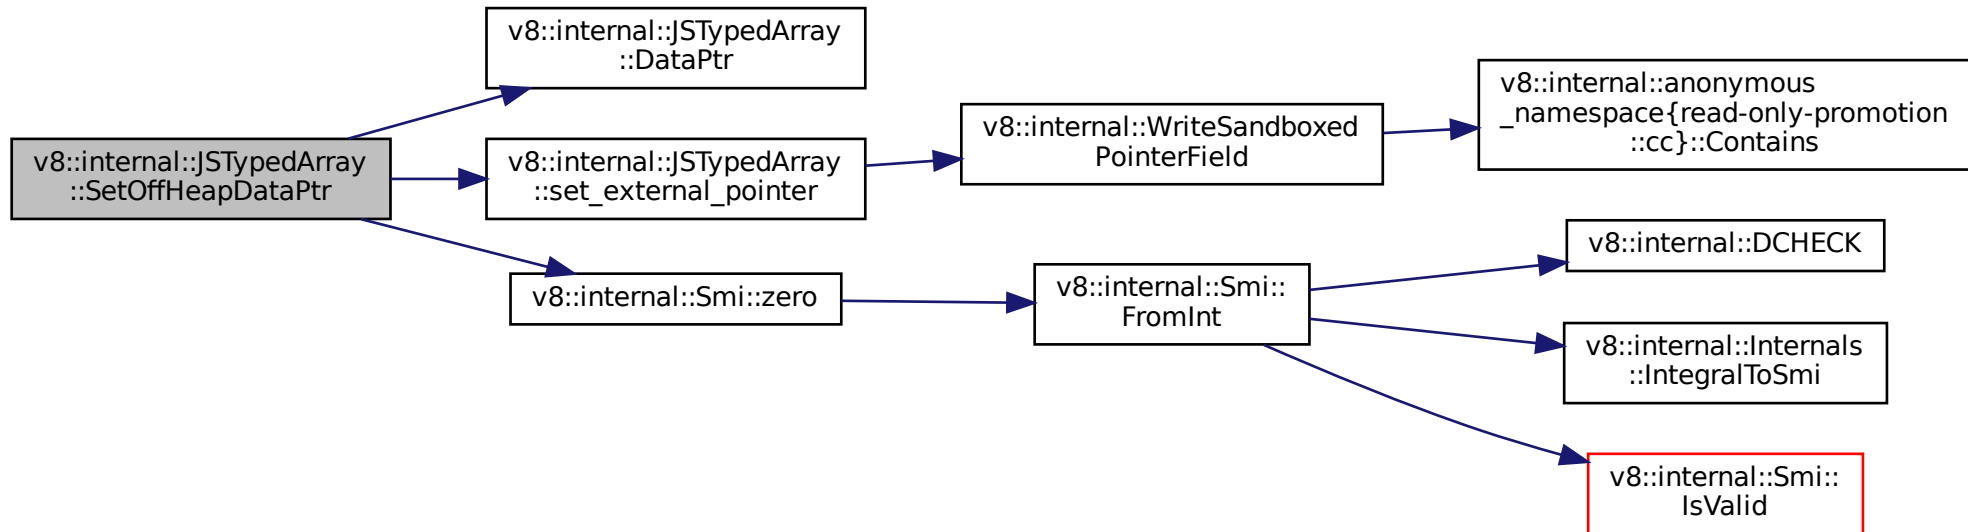 v8::internal::JSTypedArray
::SetOffHeapDataPtr
v8::internal::JSTypedArray
::DataPtr
v8::internal::JSTypedArray
::set_external_pointer
v8::internal::Smi::zero
v8::internal::WriteSandboxed
PointerField
v8::internal::Smi::
FromInt
v8::internal::anonymous
_namespace{read-only-promotion
::cc}::Contains
v8::internal::DCHECK
v8::internal::Internals
::IntegralToSmi
v8::internal::Smi::
IsValid